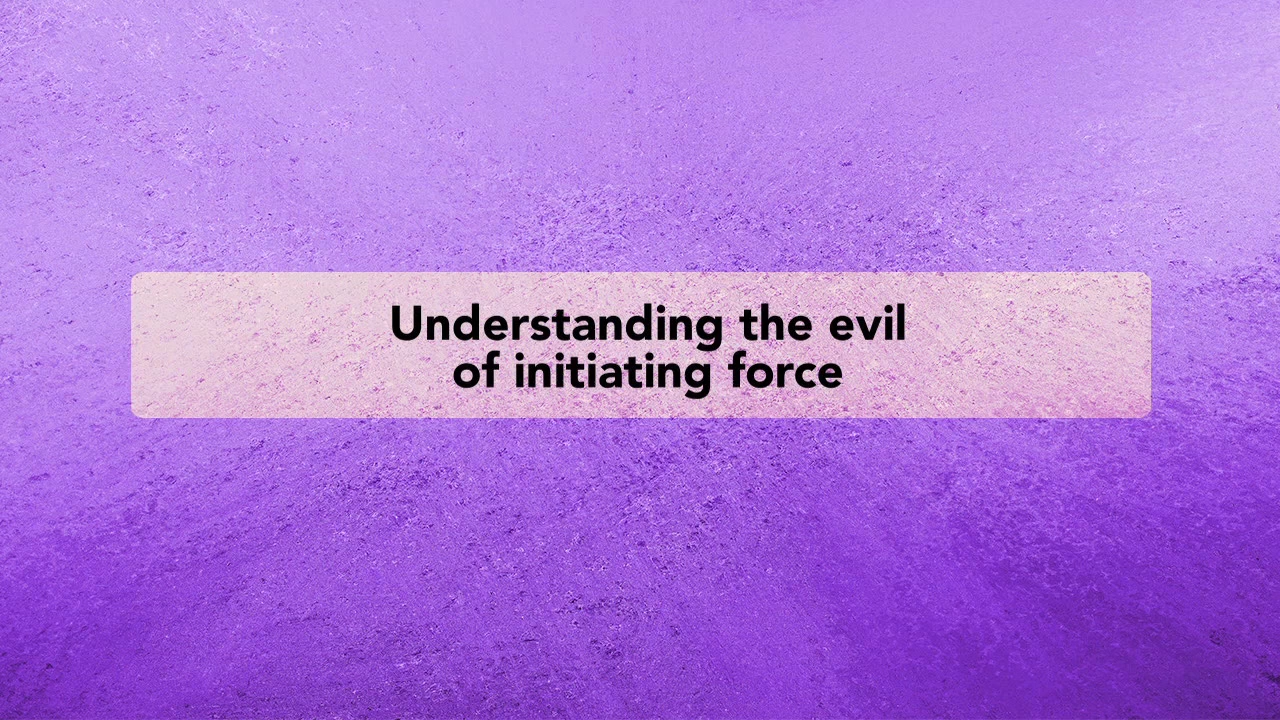 Understanding the evil
of initiating force